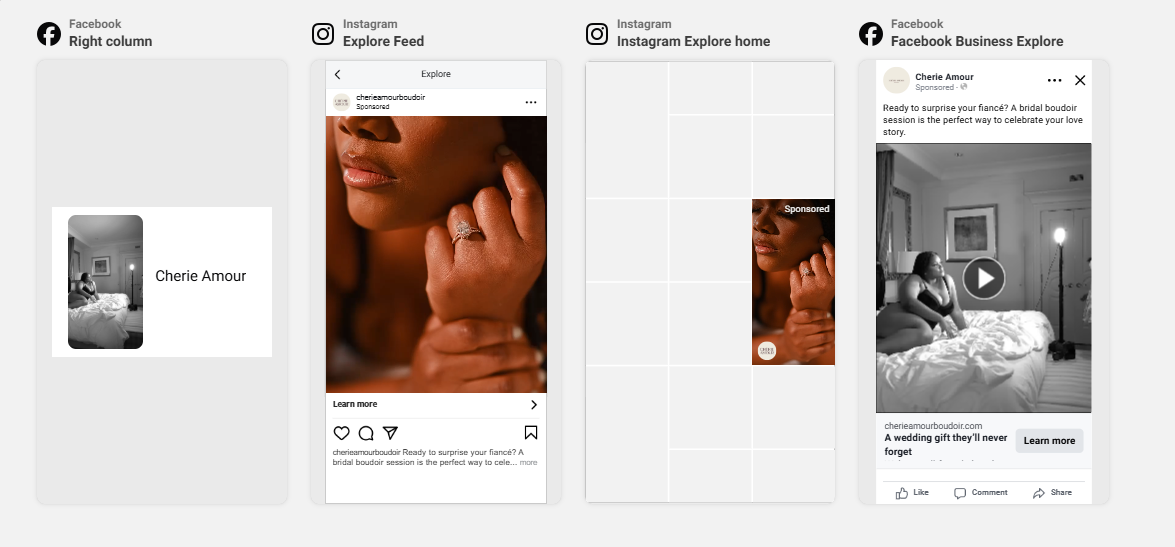 Facebook
Right column
Cherie Amour
Instagram
Explore Feed
Explore
cherieamourboudoir
Sponsored
Learn more
cherieamourboudoir Ready to surprise your fiancé? A
bridal boudoir session is the perfect way to cele... more
Instagram
Instagram Explore home
Sponsored
Facebook
Facebook Business Explore
Cherie Amour
Sponsored ·
Ready to surprise your fiancé? A bridal boudoir
session is the perfect way to celebrate your love
story.
cherieamourboudoir.com
A wedding gift they'll never
forget
Learn more
Like
Comment
Share